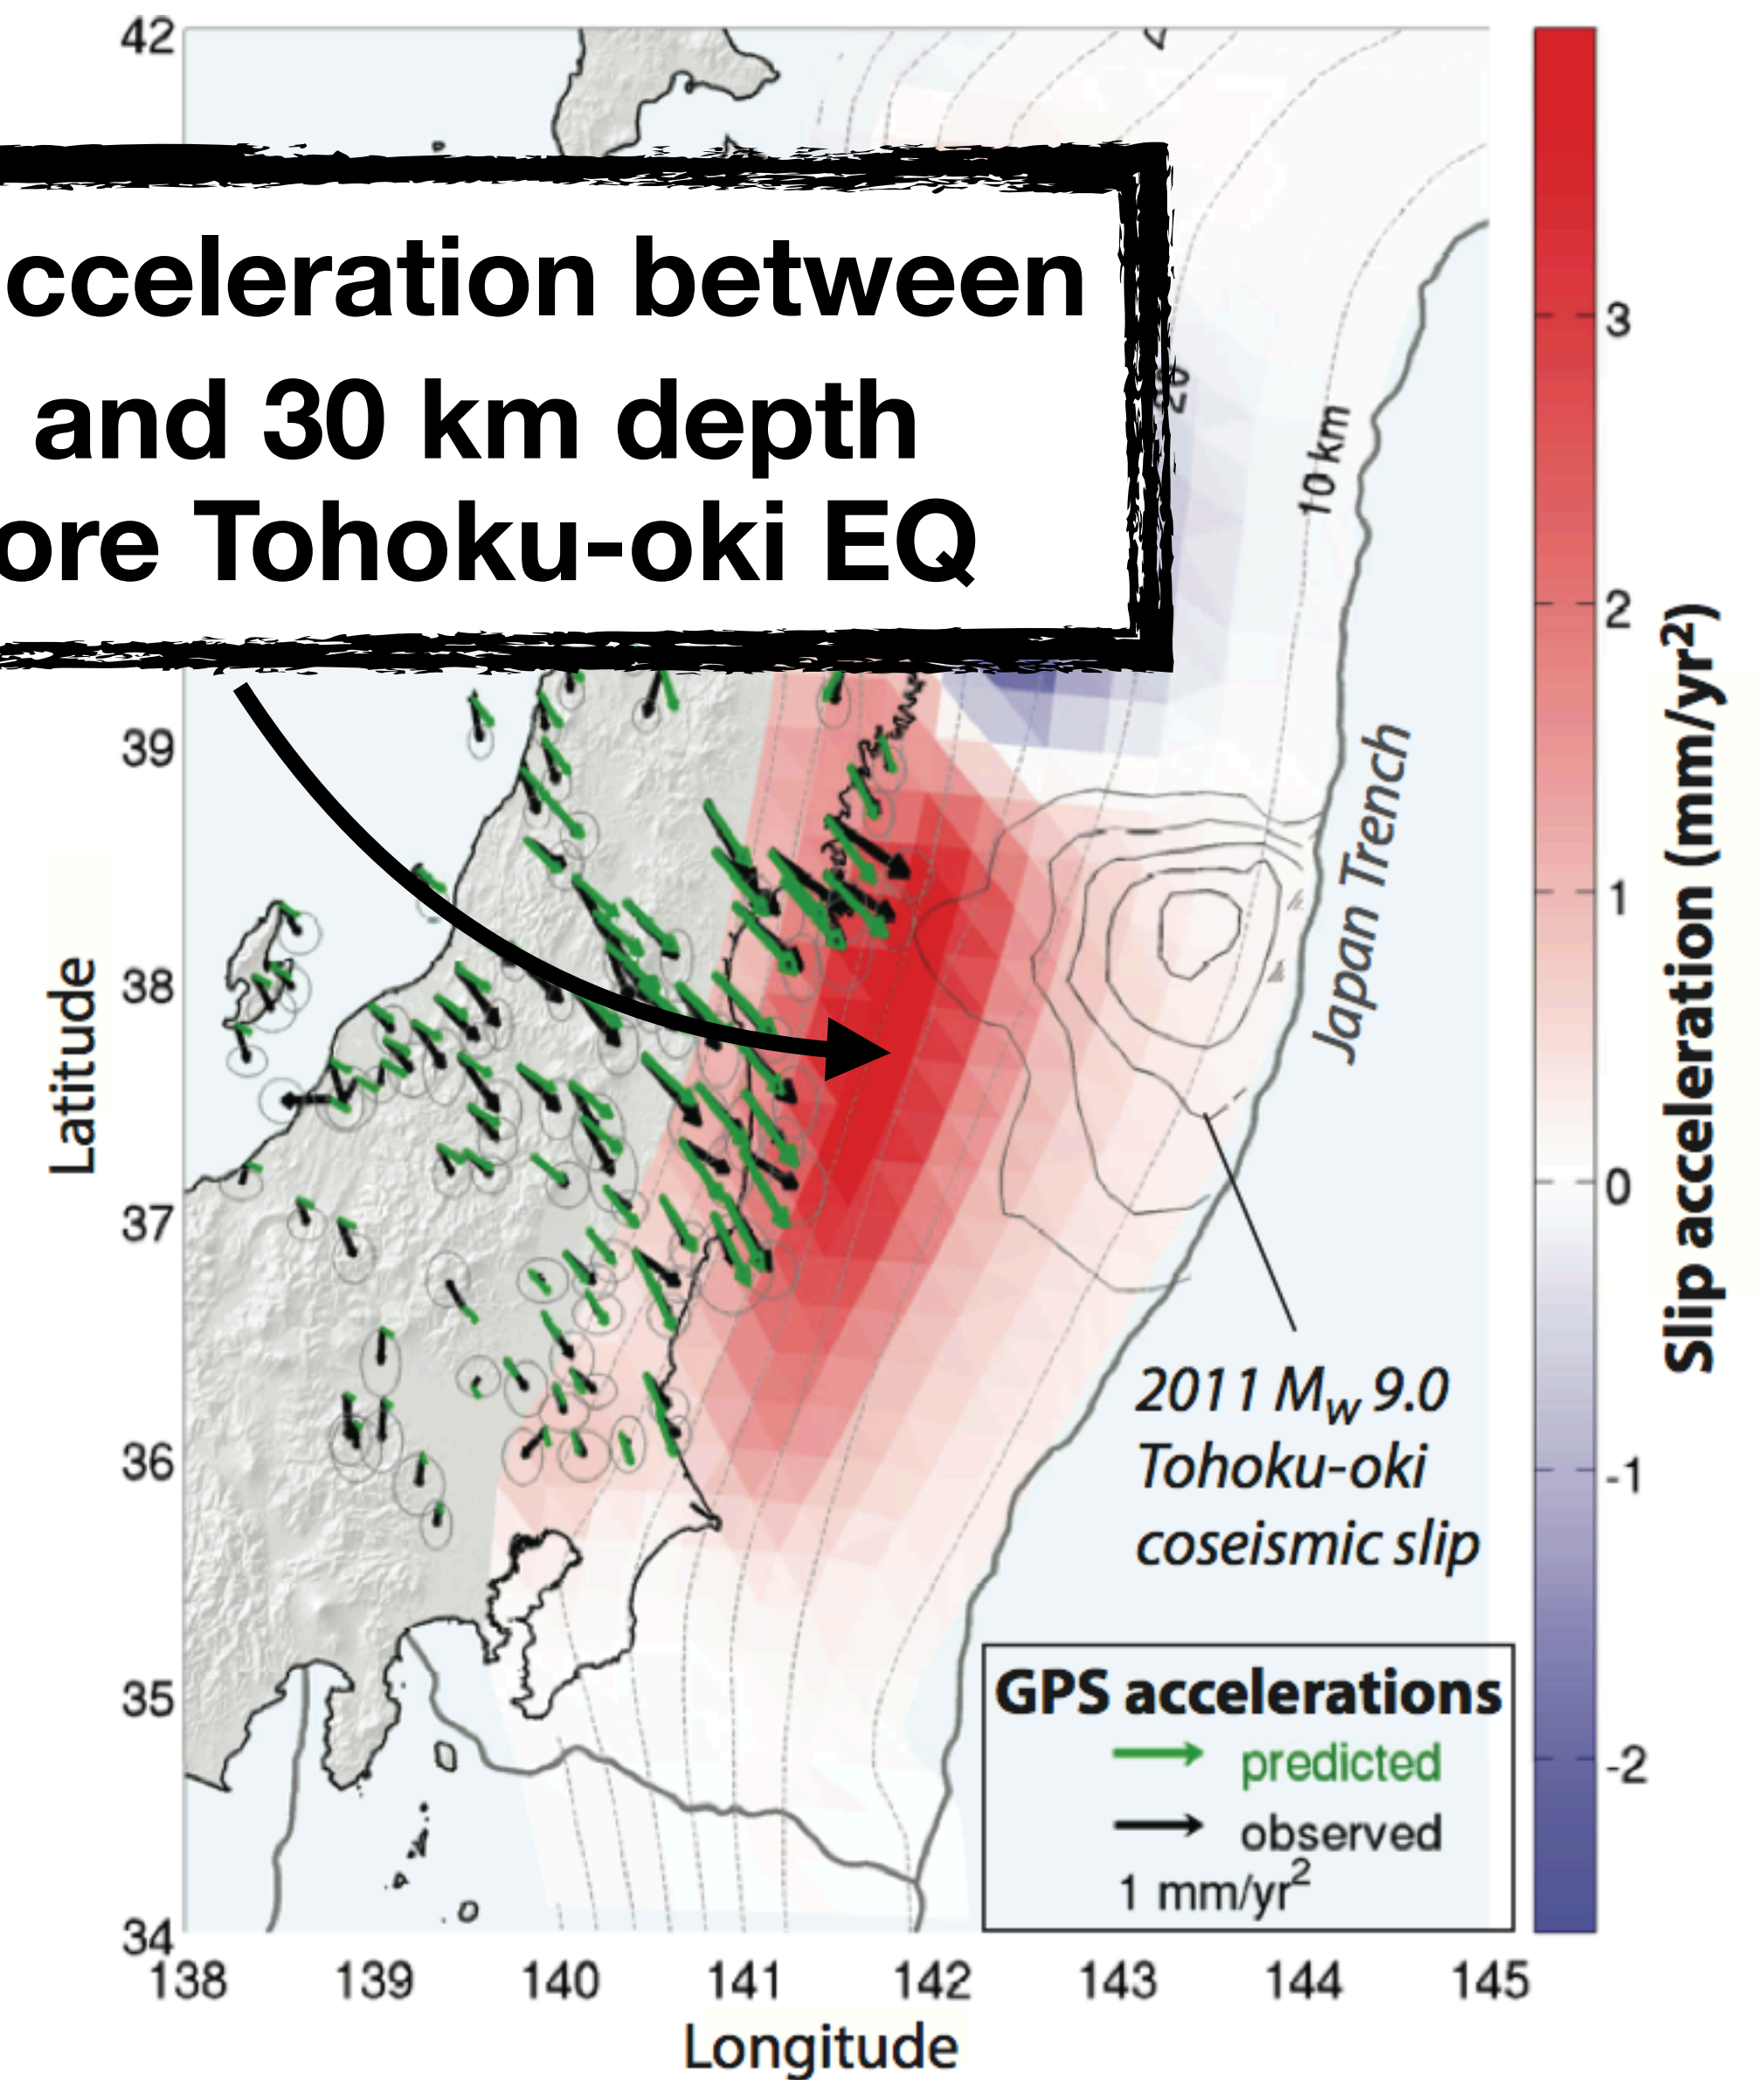 42
cceleration between
and 30 km depth
ore Tohoku-oki EQ
20
10 km
39
38
37
36
35
34
Latitude
138 139 140 141 142 143 144 145
Longitude
Japan Trench
2011 Mw 9.0
Tohoku-oki
coseismic slip
GPS accelerations
predicted
observed
1 mm/yr²
3
2
1
0
-1
-2
Slip acceleration (mm/yr²)